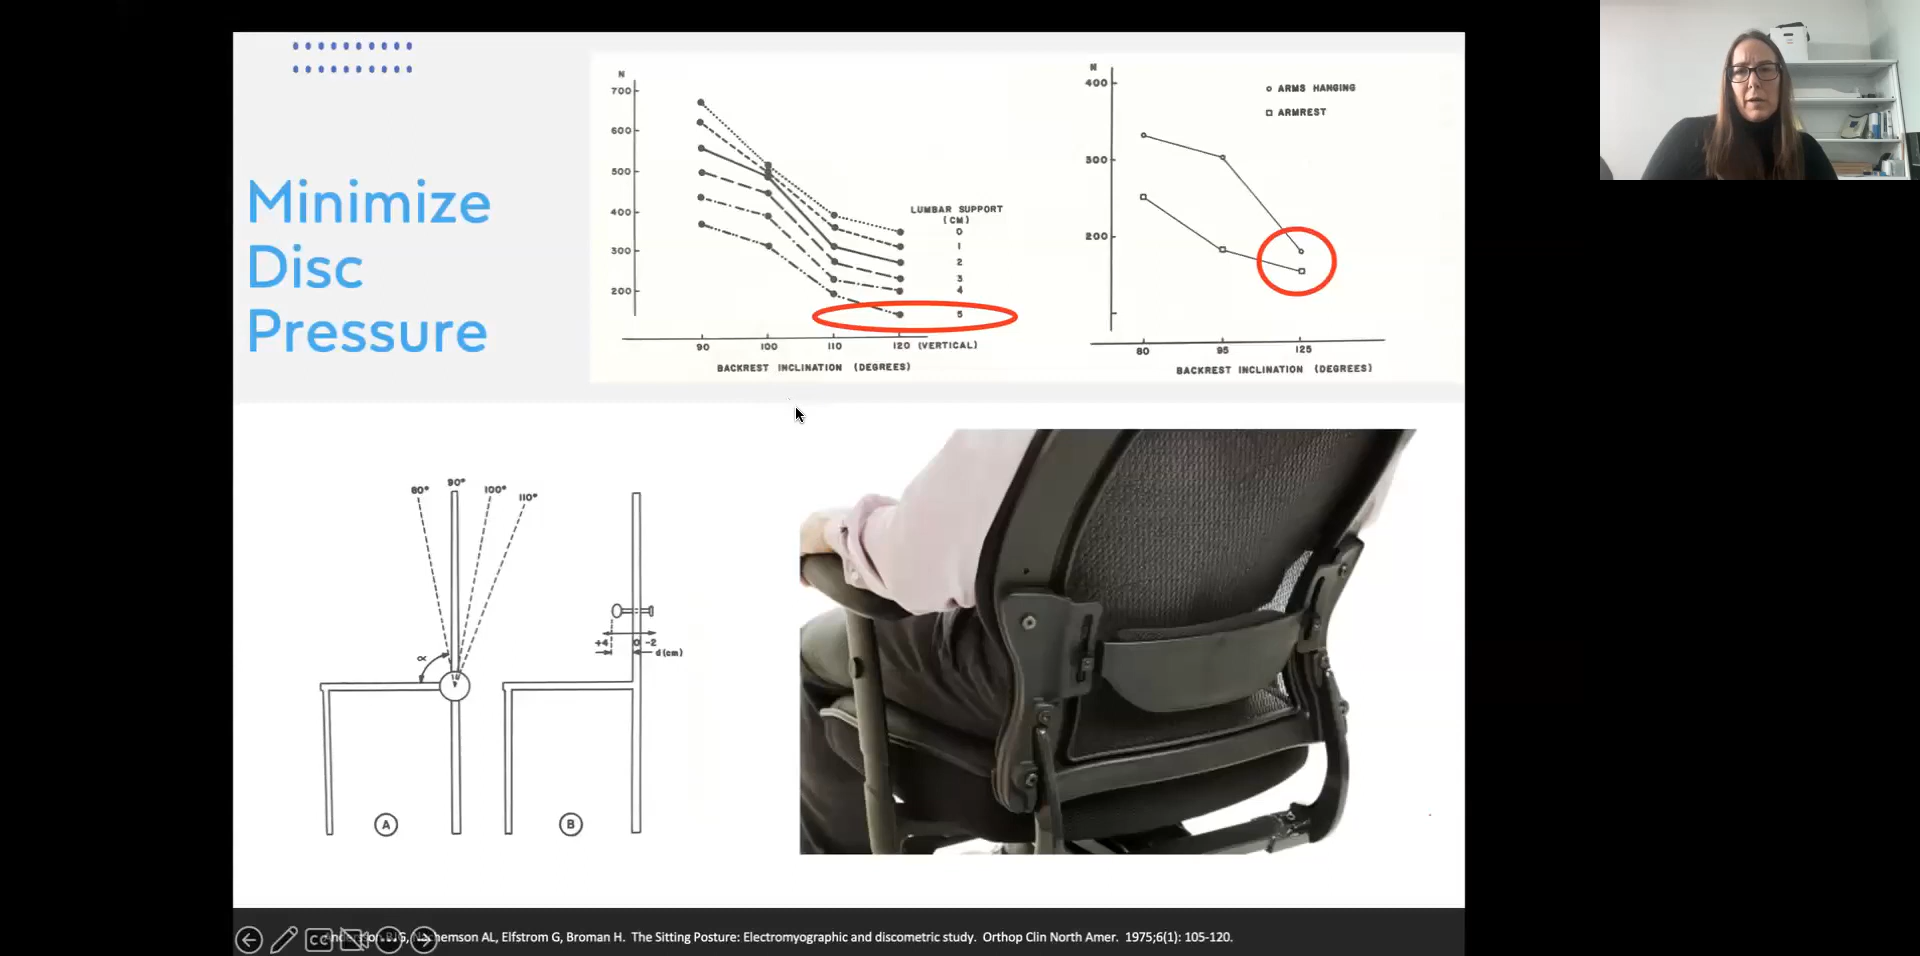 Minimize
Disc
Pressure
N
700
600
500
400
300
200
LUMBAR SUPPORT
(CM)
0
1
2
3
4
5
90 100 110 120 (VERTICAL)
BACKREST INCLINATION (DEGREES)
N
400
300
200
ARMS HANGING
ARMREST
80 95 125
BACKREST INCLINATION (DEGREES)
80° 90° 100° 110°
α
A
+4 0 -2
d(cm)
B
CC
AL, Elfstrom G, Broman H. The Sitting Posture: Electromyographic and discometric study. Orthop Clin North Amer. 1975;6(1): 105-120.